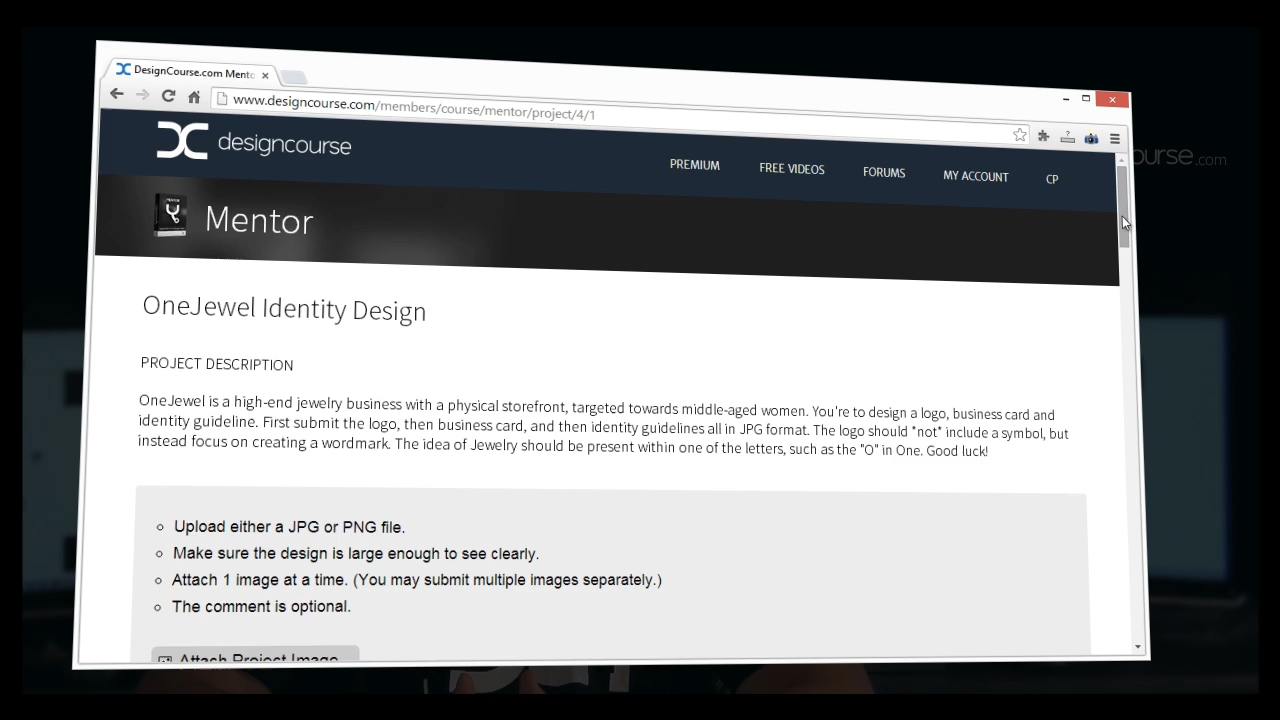 DesignCourse.com Mento
www.designcourse.com/members/course/mentor/project/4/1
designcourse
PREMIUM
FREE VIDEOS
FORUMS
MY ACCOUNT
CP
ourse.com
Mentor
OneJewel Identity Design
PROJECT DESCRIPTION
OneJewel is a high-end jewelry business with a physical storefront, targeted towards middle-aged women. You're to design a logo, business card and
identity guideline. First submit the logo, then business card, and then identity guidelines all in JPG format. The logo should *not* include a symbol, but
instead focus on creating a wordmark. The idea of Jewelry should be present within one of the letters, such as the "O" in One. Good luck!
Upload either a JPG or PNG file.
Make sure the design is large enough to see clearly.
Attach 1 image at a time. (You may submit multiple images separately.)
The comment is optional.
Attach Project Image